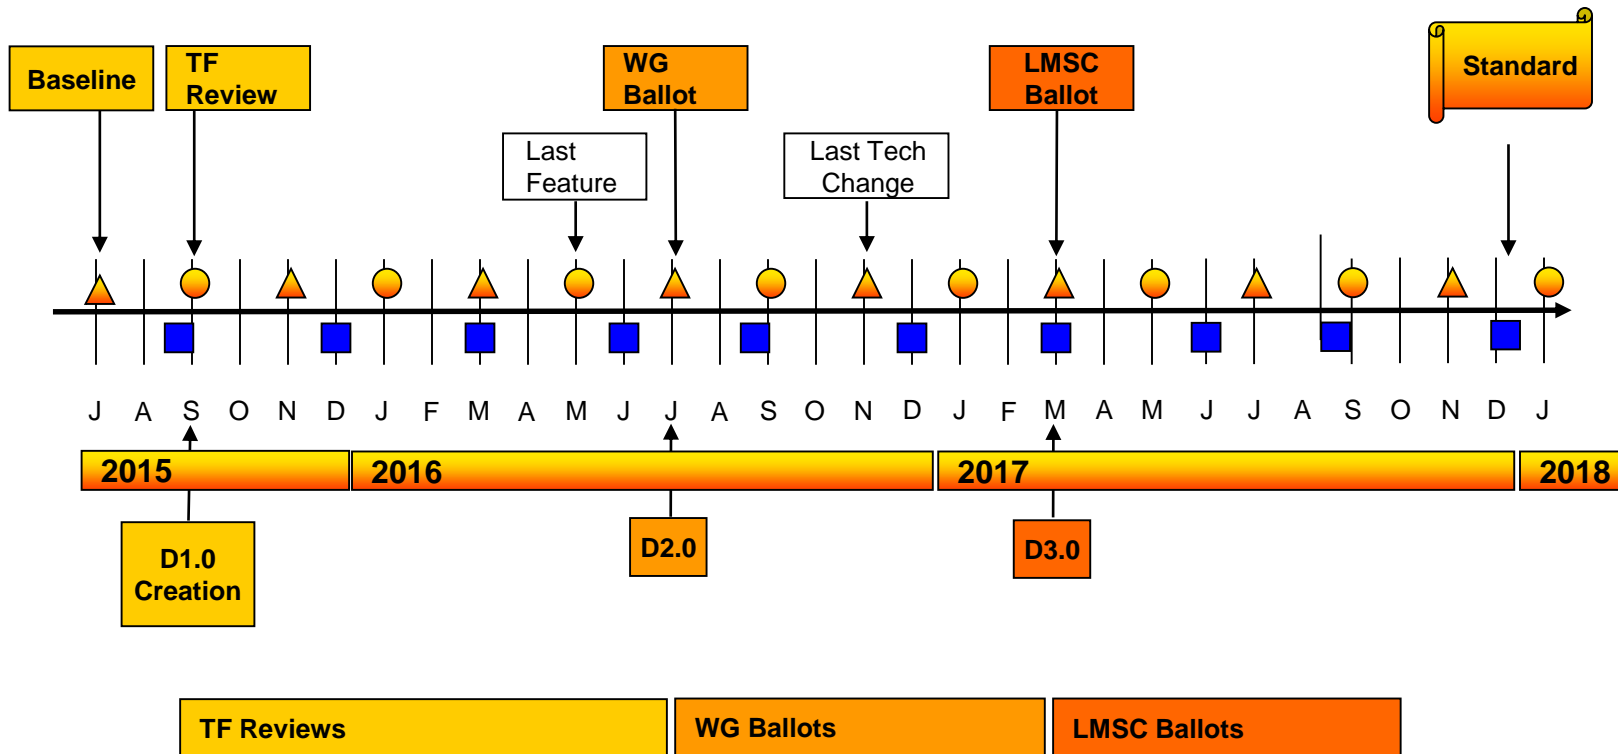 Baseline
TF
Review
WG
Ballot
LMSC
Ballot
Standard
Last
Feature
Last Tech
Change
J A S O N D J F M A M J J A S O N D J F M A M J J A S O N D J
2015 2016 2017 2018
D1.0
Creation
D2.0
D3.0
TF Reviews WG Ballots LMSC Ballots